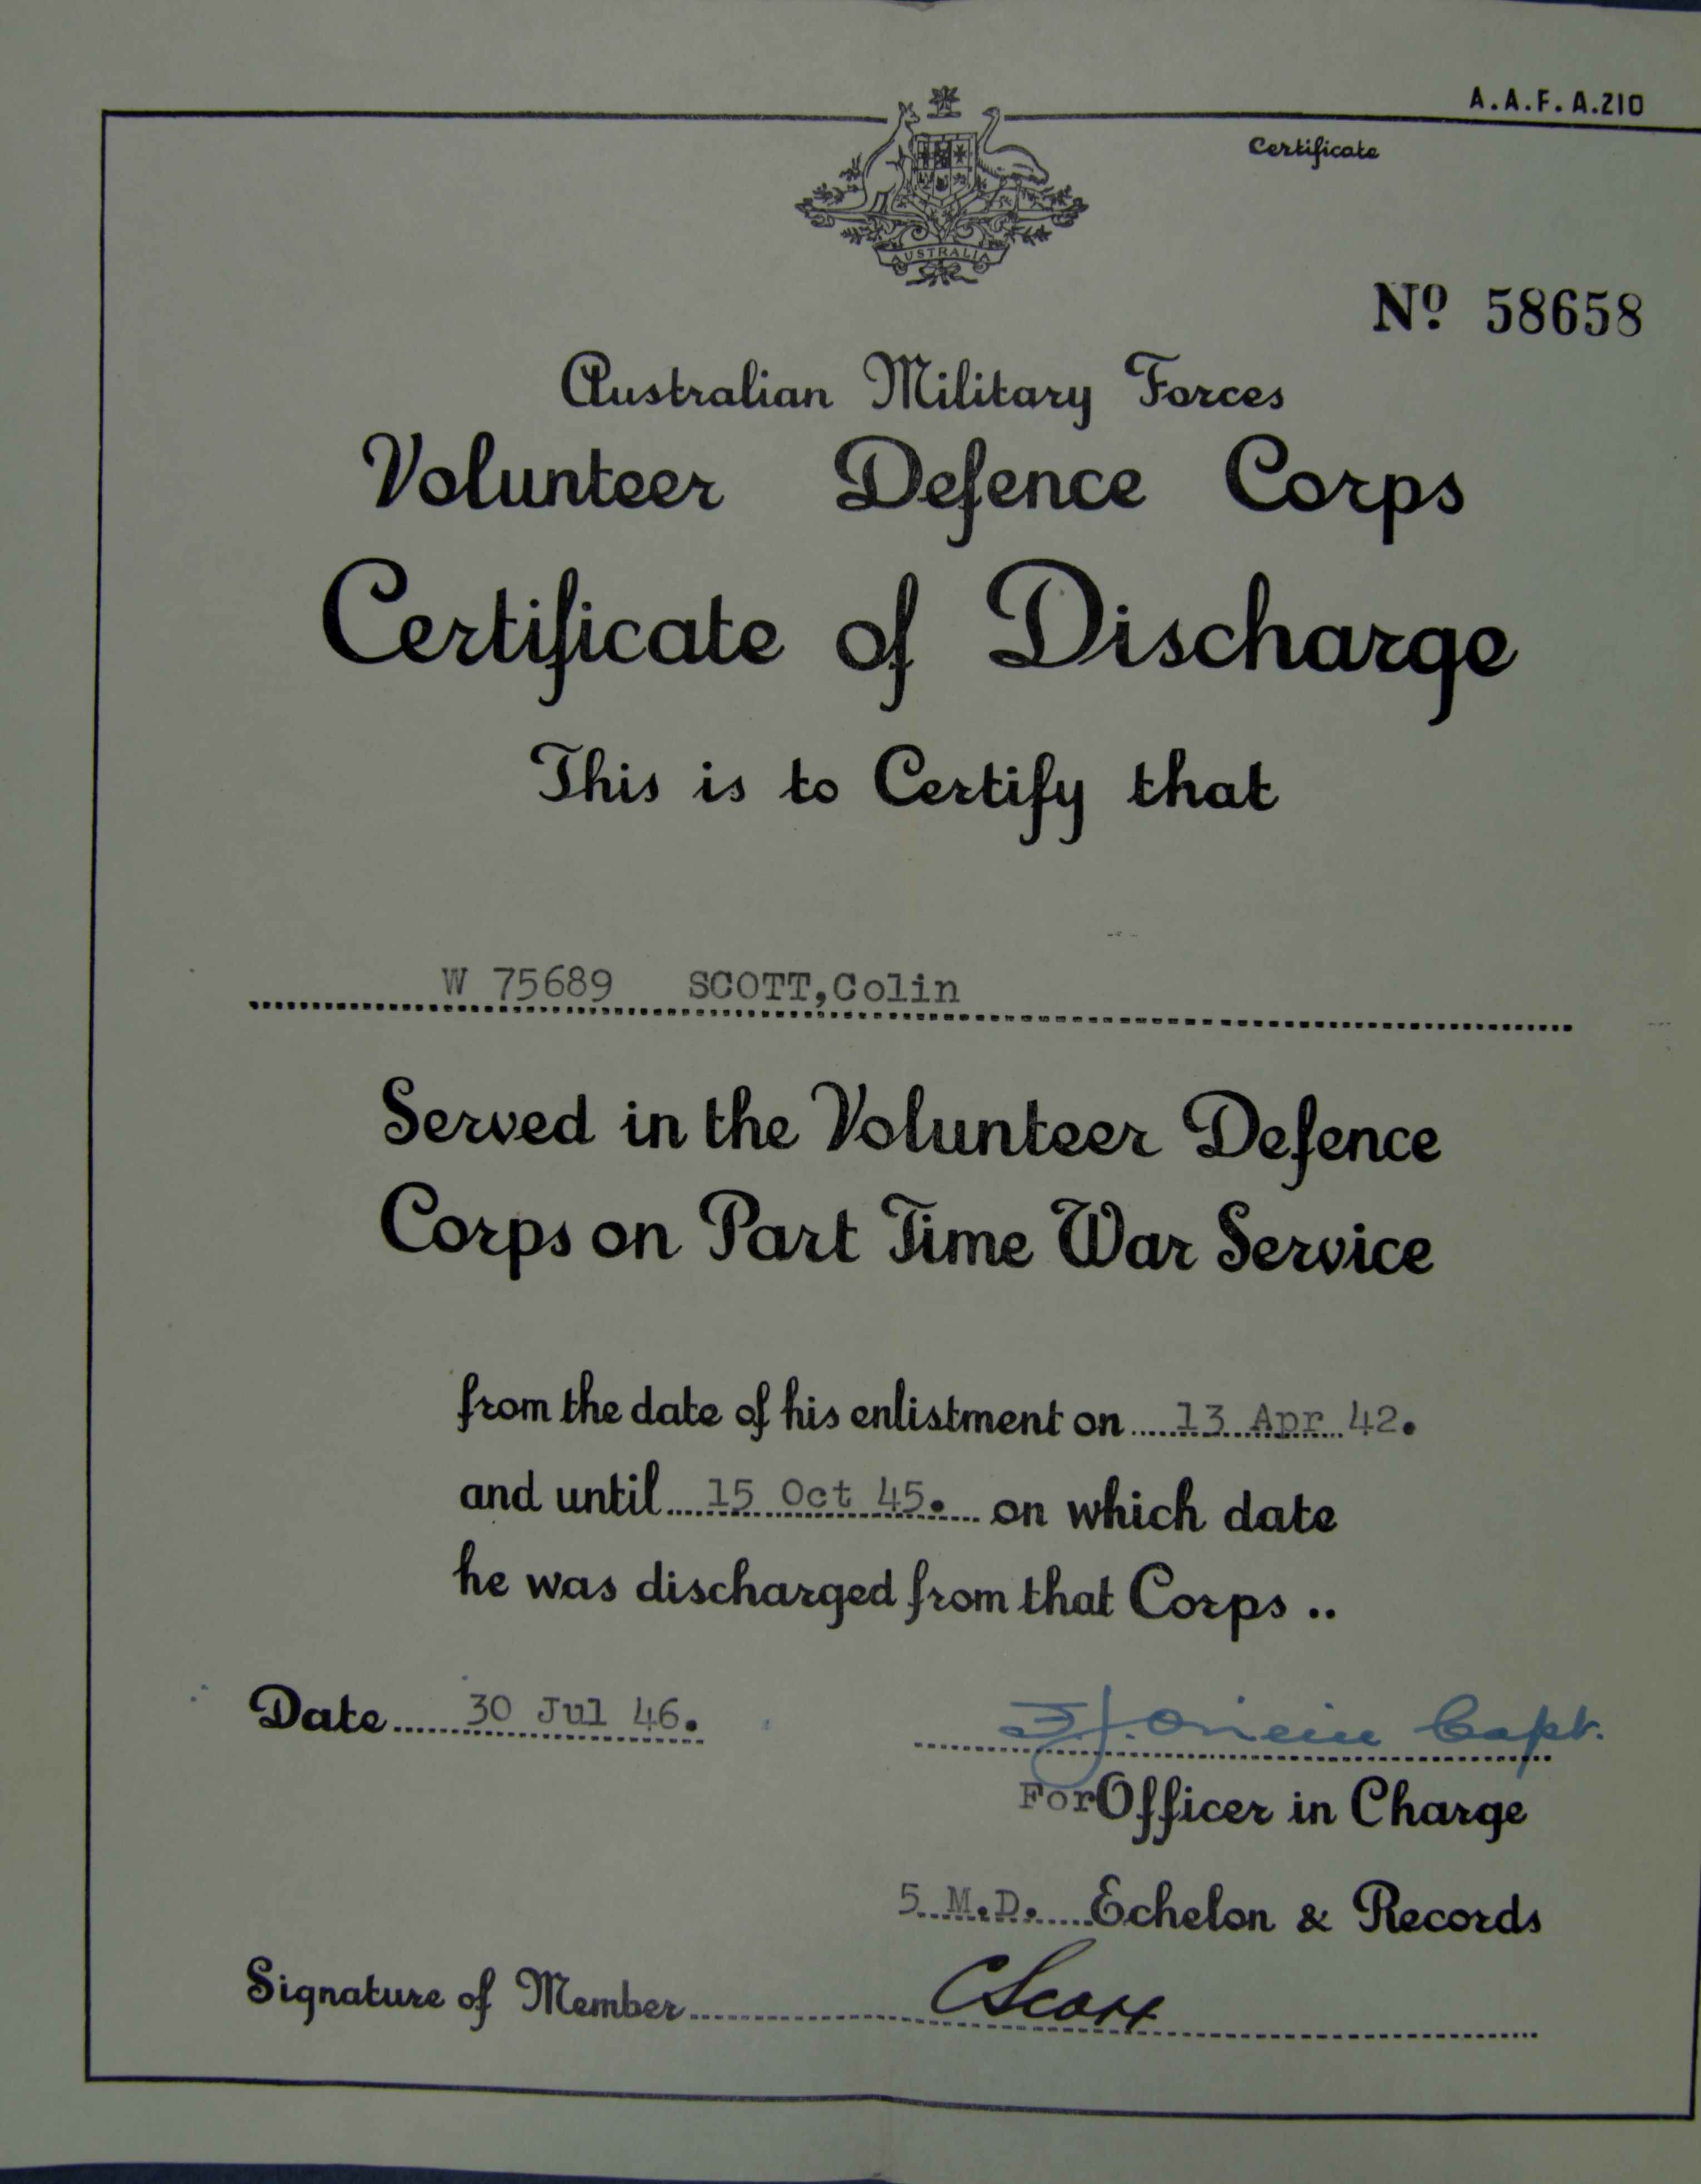 A.A.F. A.210
Certificate
AUSTRALIA
Nº 58658
Australian Military Forces
Volunteer Defence Corps
Certificate of Discharge
This is to Certify that
W 75689 SCOTT,Colin
Served in the Volunteer Defence
Corps on Part Time War Service
from the date of his enlistment on 13 Apr 42.
and until 15 Oct 45. on which date
he was discharged from that Corps ..
Date 30 Jul 46.
Capt.
For Officer in Charge
5 M.D. Echelon & Records
Signature of Member CScott